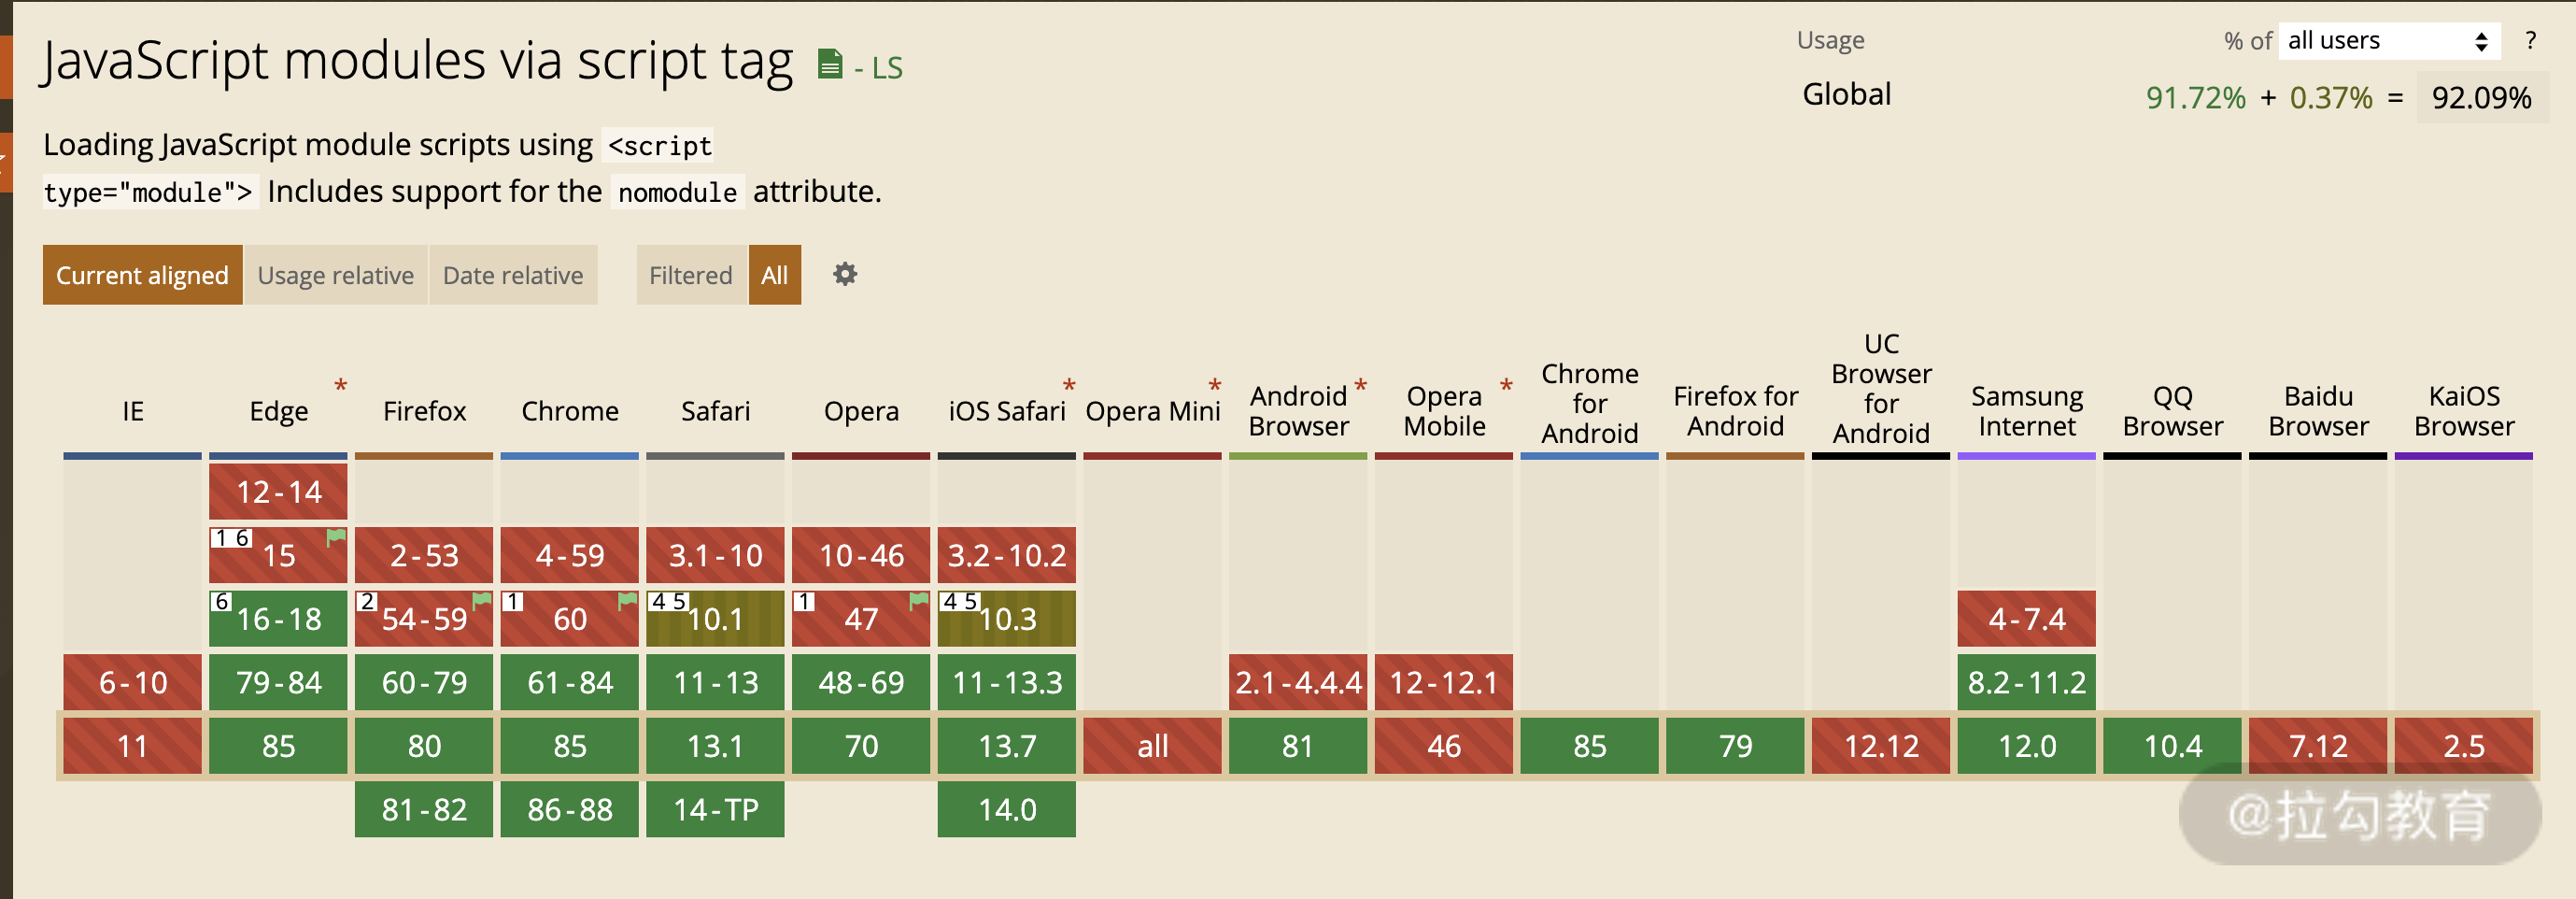 JavaScript modules via script tag - LS
Usage % of all users ?
Global 91.72% + 0.37% = 92.09%
Loading JavaScript module scripts using <script
type="module"> Includes support for the nomodule attribute.
Current aligned Usage relative Date relative Filtered All
IE Edge * Firefox Chrome Safari Opera iOS Safari * Opera Mini * Android Browser * Opera Mobile * Chrome for Android Firefox for Android UC Browser for Android Samsung Internet QQ Browser Baidu Browser KaiOS Browser
12-14
1 6 15 2-53 4-59 3.1-10 10-46 3.2-10.2
6 16-18 2 54-59 1 60 4 5 10.1 1 47 4 5 10.3 4-7.4
6-10 79-84 60-79 61-84 11-13 48-69 11-13.3 2.1-4.4.4 12-12.1 8.2-11.2
11 85 80 85 13.1 70 13.7 all 81 46 85 79 12.12 12.0 10.4 7.12 2.5
81-82 86-88 14-TP 14.0
@拉勾教育